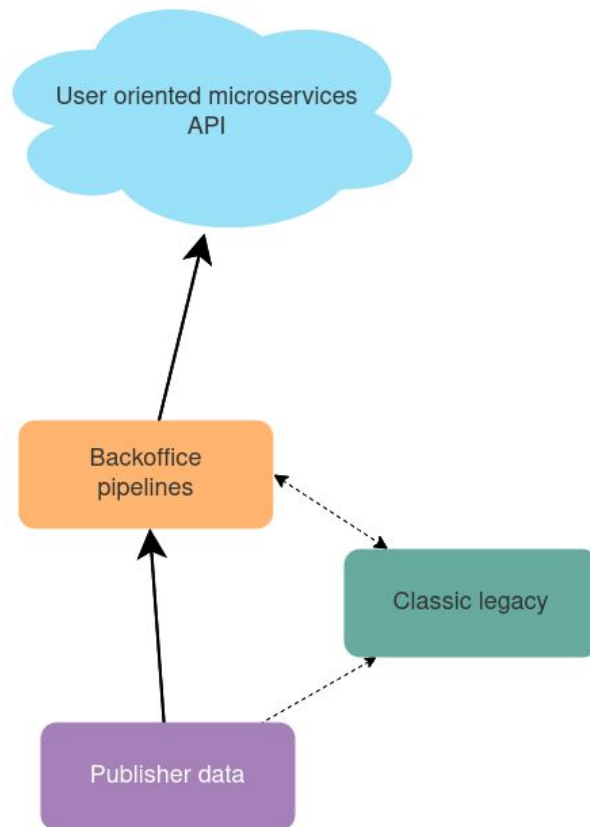 User oriented microservices
API
Backoffice
pipelines
Classic legacy
Publisher data